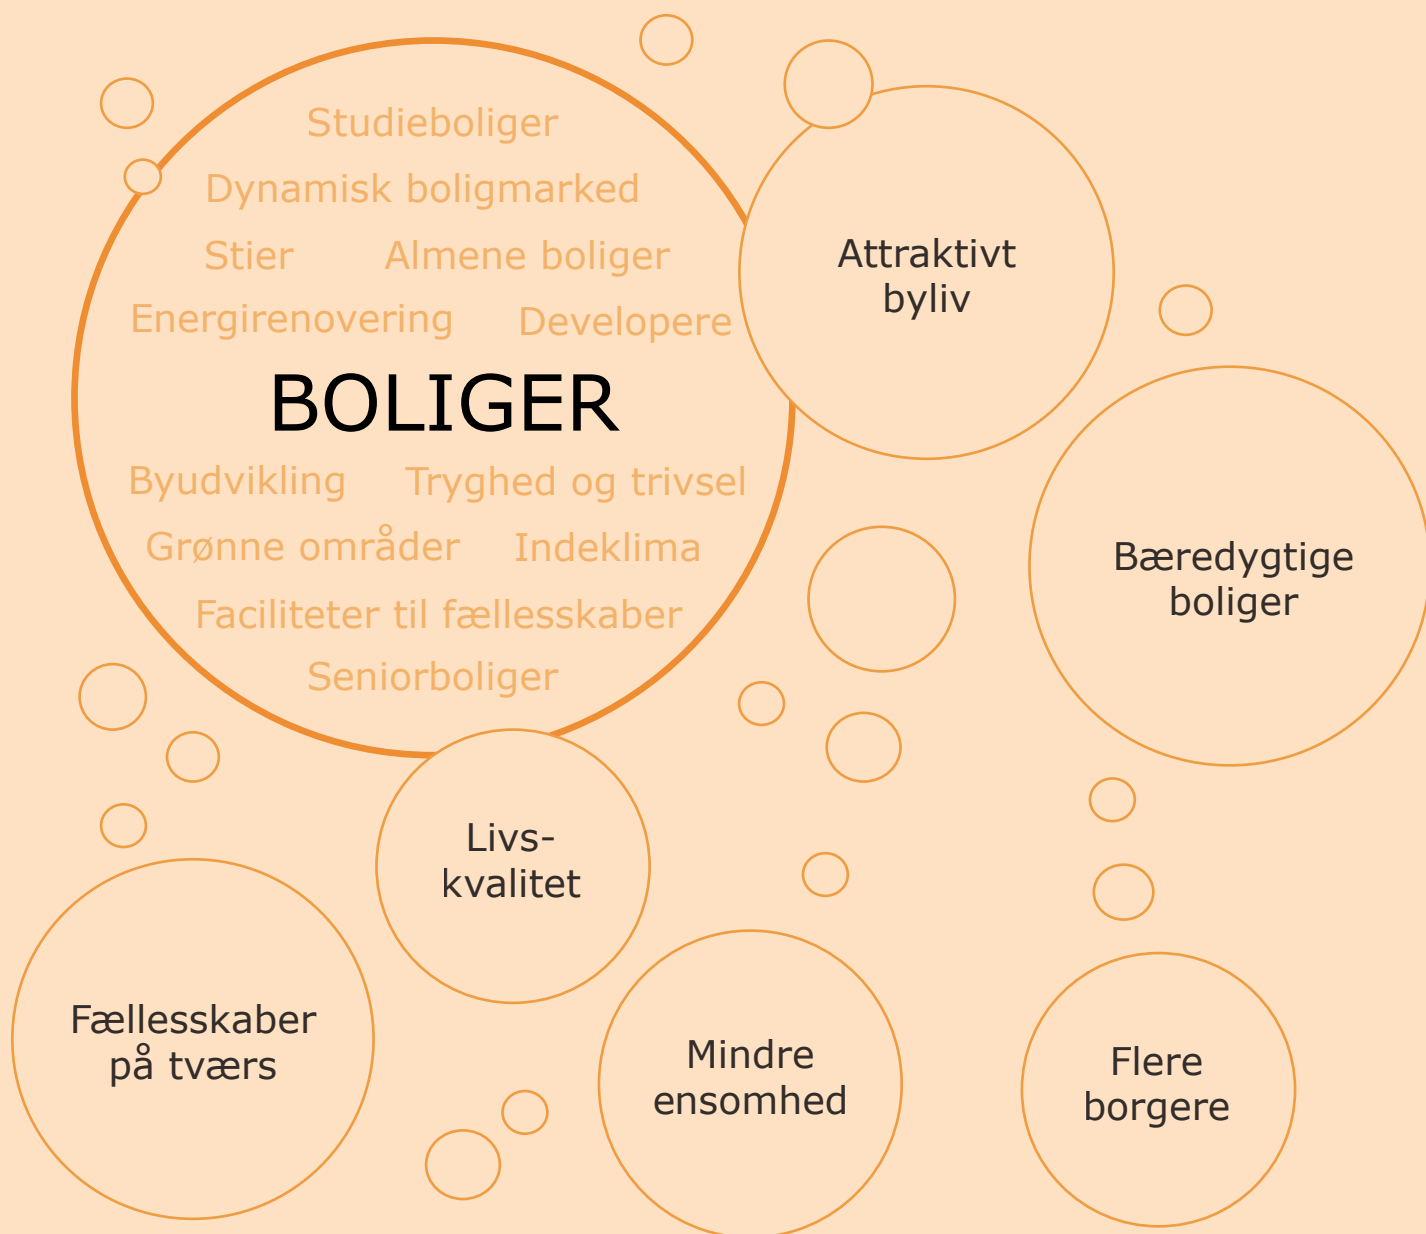 Studieboliger
Dynamisk boligmarked
Stier
Almene boliger
Energirenovering
Developere
BOLIGER
Byudvikling
Tryghed og trivsel
Grønne områder
Indeklima
Faciliteter til fællesskaber
Seniorboliger
Attraktivt
byliv
Bæredygtige
boliger
Livs-
kvalitet
Fællesskaber
på tværs
Mindre
ensomhed
Flere
borgere